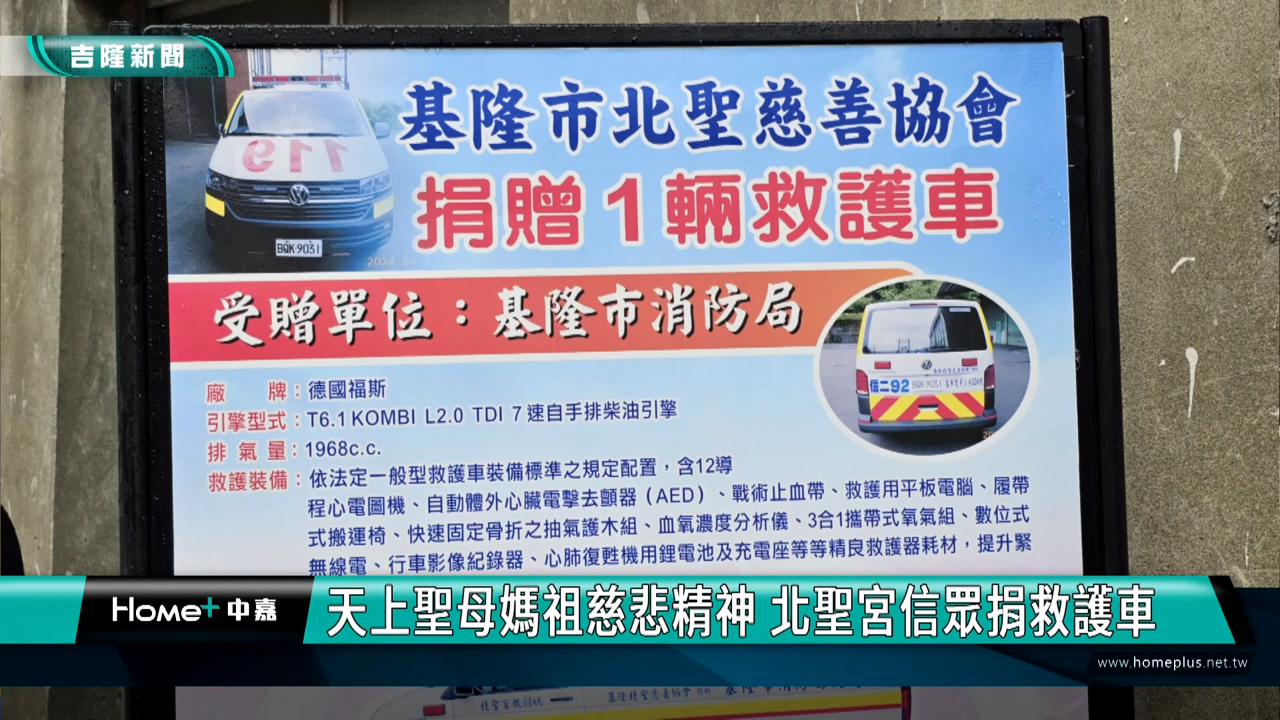 吉隆新聞
基隆市北聖慈善協會
捐贈1輛救護車
119
BQK-9031
受贈單位：基隆市消防局
信二92
廠　　牌：德國福斯
引擎型式：T6.1 KOMBI L2.0 TDI 7速自手排柴油引擎
排 氣 量：1968c.c.
救護裝備：依法定一般型救護車裝備標準之規定配置，含12導
程心電圖機、自動體外心臟電擊去顫器（AED）、戰術止血帶、救護用平板電腦、履帶
式搬運椅、快速固定骨折之抽氣護木組、血氧濃度分析儀、3合1攜帶式氧氣組、數位式
無線電、行車影像紀錄器、心肺復甦機用鋰電池及充電座等等精良救護器耗材，提升緊
Home+ 中嘉
天上聖母媽祖慈悲精神 北聖宮信眾捐救護車
www.homeplus.net.tw